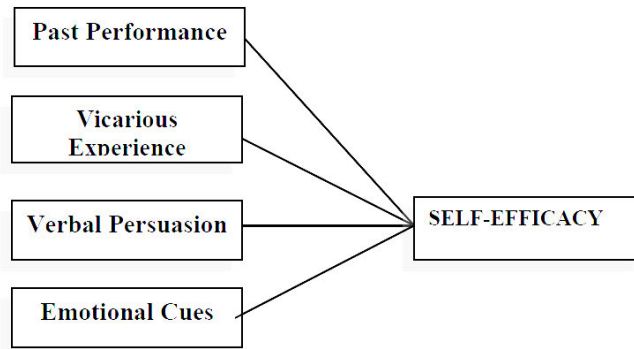 Past Performance
Vicarious
Experience
Verbal Persuasion
SELF-EFFICACY
Emotional Cues